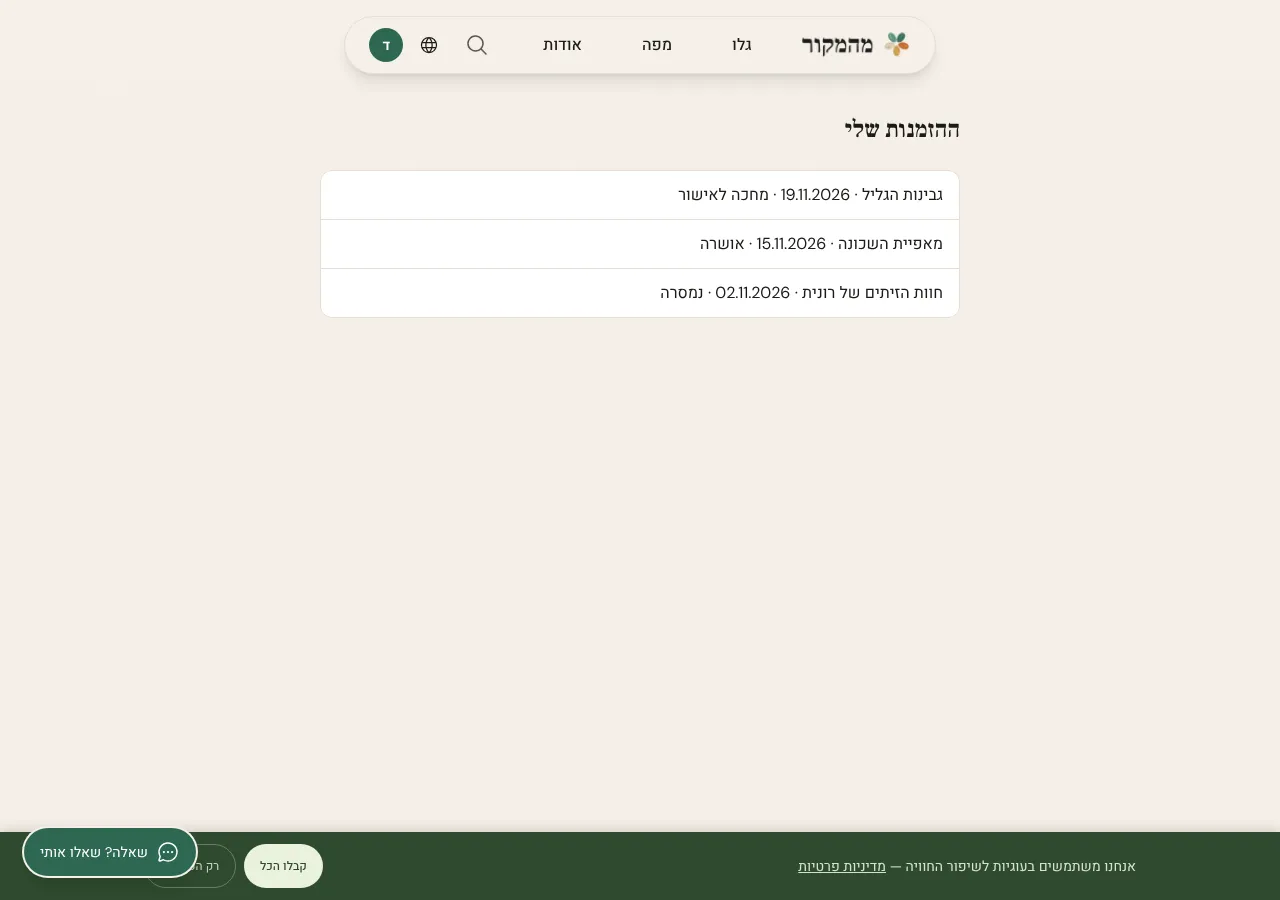 מהמקור
גלו
מפה
אודות
ד
ההזמנות שלי
גבינות הגליל · 19.11.2026 · מחכה לאישור
מאפיית השכונה · 15.11.2026 · אושרה
חוות הזיתים של רונית · 02.11.2026 · נמסרה
אנחנו משתמשים בעוגיות לשיפור החוויה — מדיניות פרטיות
קבלו הכל
רק
שאלה? שאלו אותי